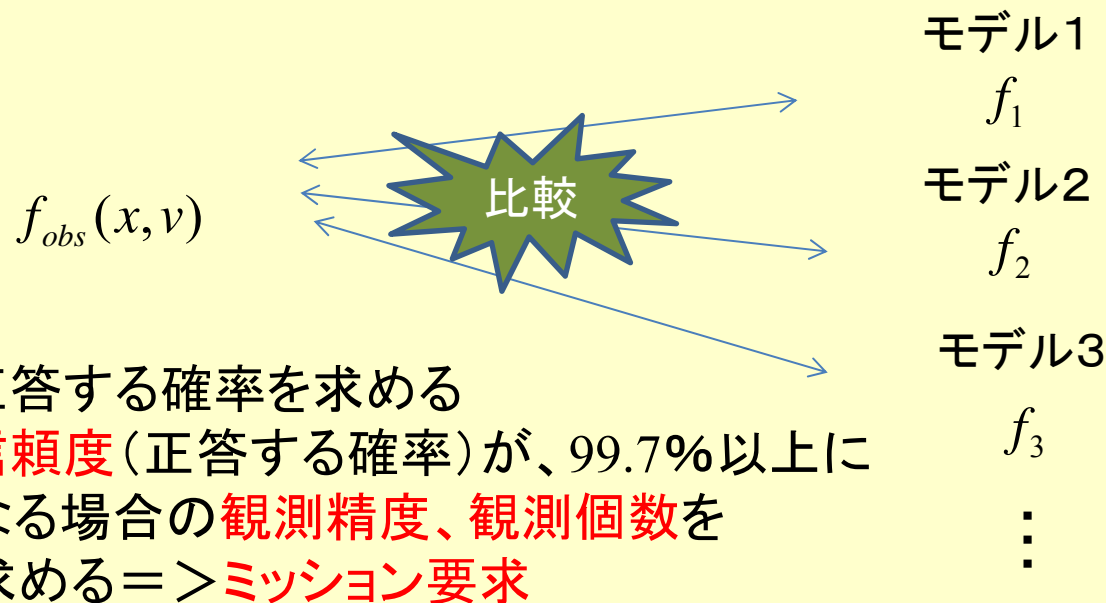 モデル１
f₁
モデル２
f₂
モデル３
f₃
⋮
f_obs(x,v)
比較
答する確率を求める
頼度（正答する確率）が、99.7%以上に
る場合の観測精度、観測個数を
める＝＞ミッション要求